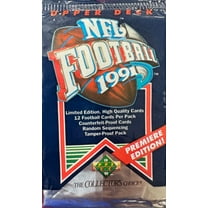 UPPER DECK
NFL
FOOTBALL
1991
Limited Edition, High Quality Cards
12 Football Cards Per Pack
Counterfeit-Proof Cards
Random Sequencing
Tamper-Proof Pack
PREMIERE
EDITION!
THE COLLECTOR'S CHOICE